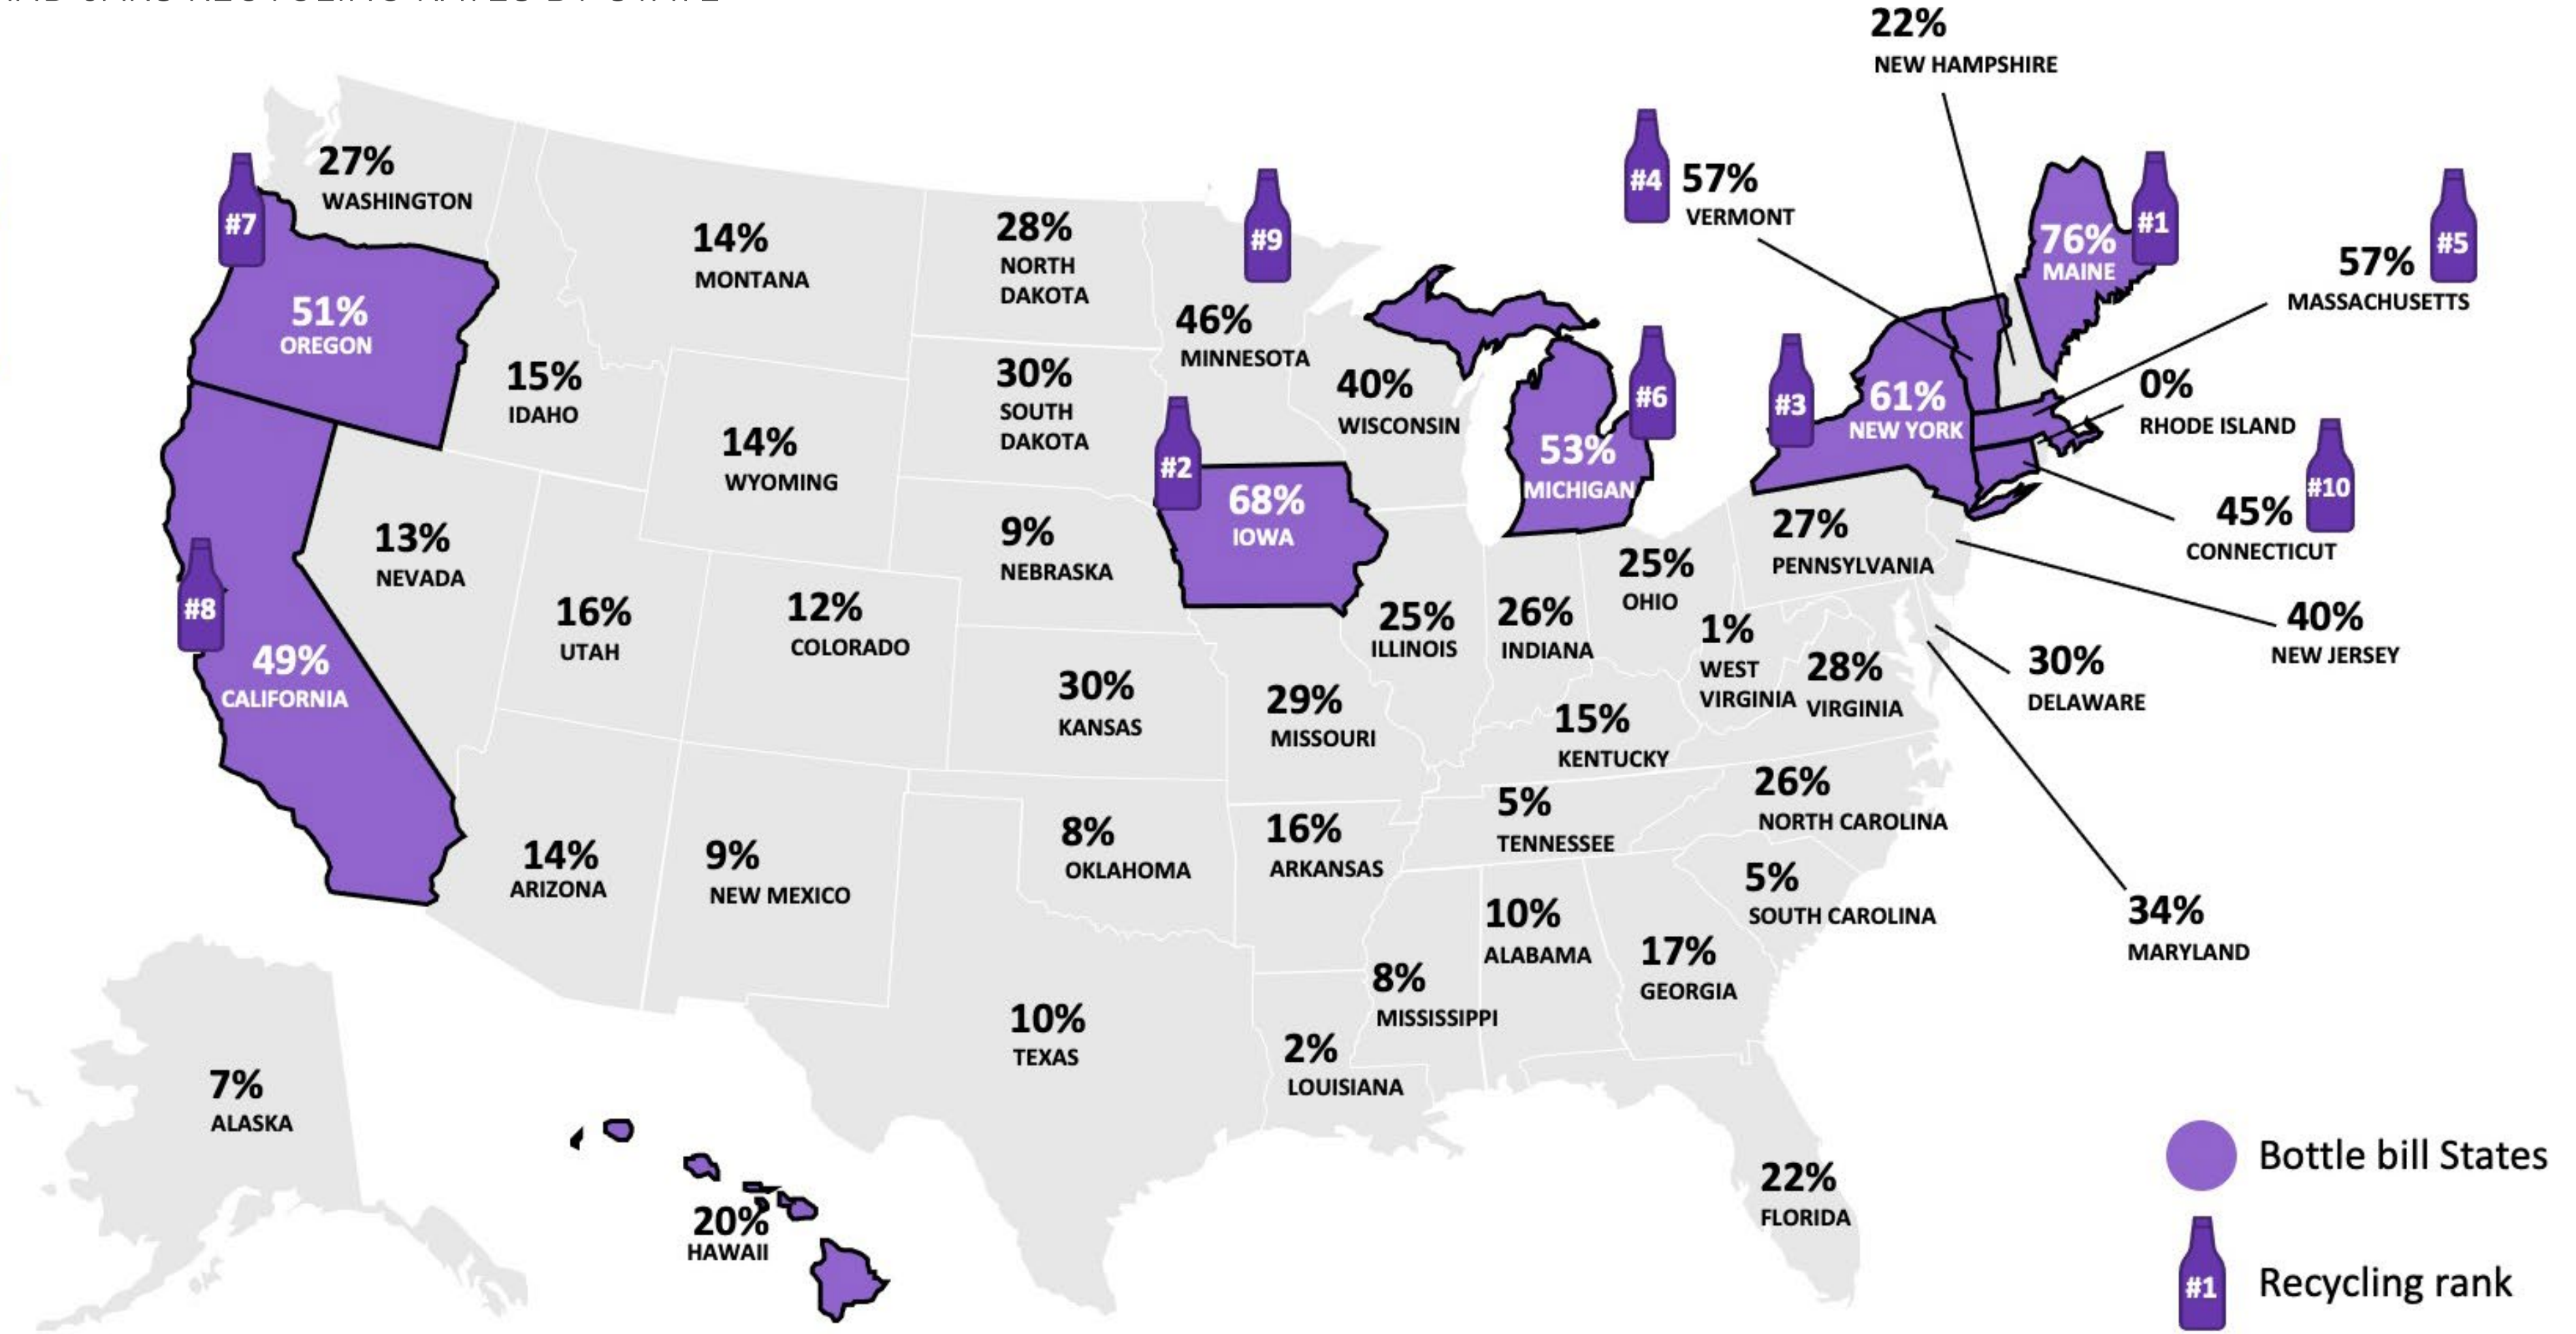 CANS RECYCLING RATES BY STATE
22%
NEW HAMPSHIRE
27%
WASHINGTON
#7
51%
OREGON
14%
MONTANA
28%
NORTH
DAKOTA
#9
46%
MINNESOTA
#4
57%
VERMONT
76%
MAINE
#1
57%
#5
MASSACHUSETTS
15%
IDAHO
14%
WYOMING
30%
SOUTH
DAKOTA
40%
WISCONSIN
#6
53%
MICHIGAN
#3
61%
NEW YORK
0%
RHODE ISLAND
#2
68%
IOWA
#10
45%
CONNECTICUT
13%
NEVADA
9%
NEBRASKA
25%
OHIO
27%
PENNSYLVANIA
#8
49%
CALIFORNIA
16%
UTAH
12%
COLORADO
25%
ILLINOIS
26%
INDIANA
1%
WEST
VIRGINIA
28%
VIRGINIA
40%
NEW JERSEY
30%
DELAWARE
30%
KANSAS
29%
MISSOURI
15%
KENTUCKY
14%
ARIZONA
9%
NEW MEXICO
8%
OKLAHOMA
16%
ARKANSAS
5%
TENNESSEE
26%
NORTH CAROLINA
5%
SOUTH CAROLINA
34%
MARYLAND
10%
ALABAMA
17%
GEORGIA
8%
MISSISSIPPI
10%
TEXAS
2%
LOUISIANA
7%
ALASKA
20%
HAWAII
22%
FLORIDA
Bottle bill States
#1
Recycling rank